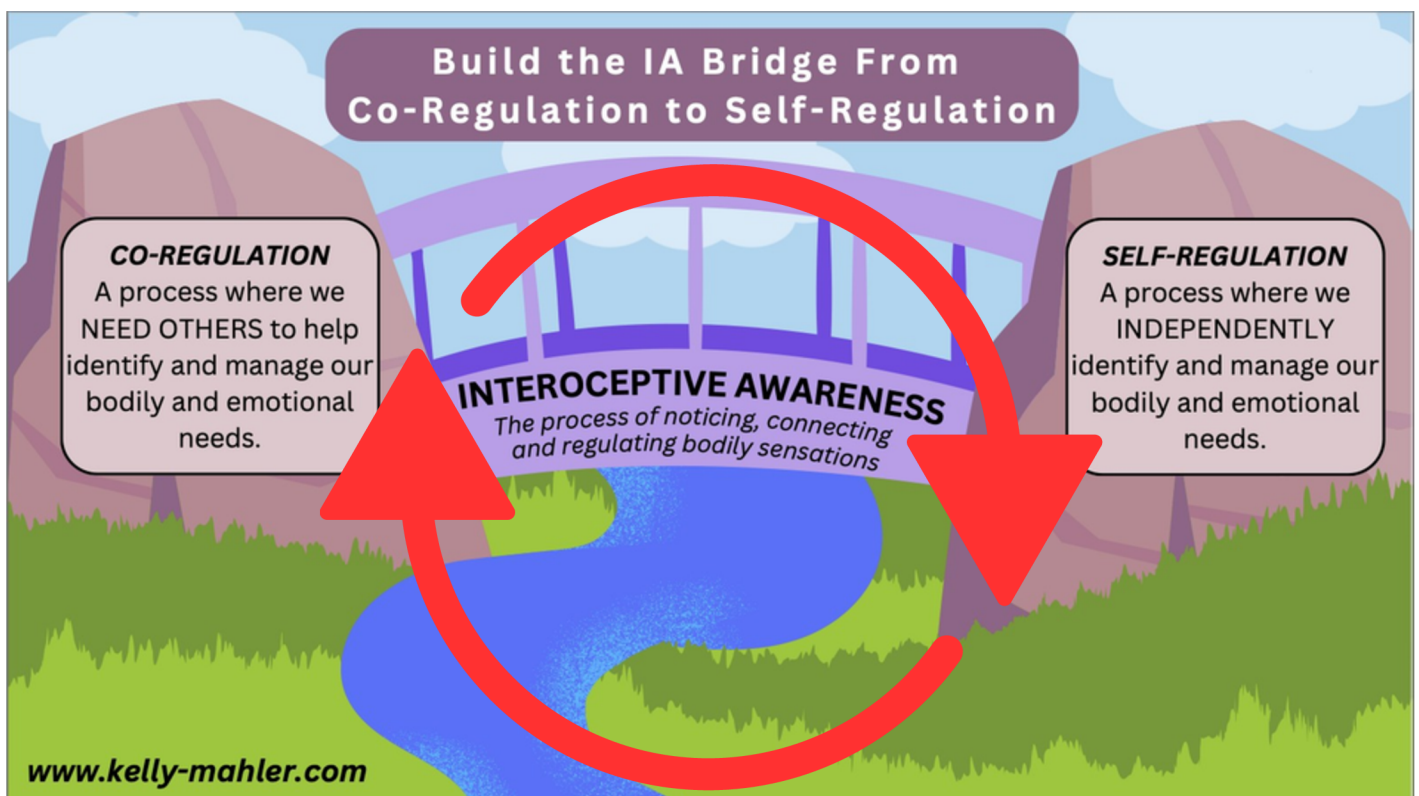 Build the IA Bridge From
Co-Regulation to Self-Regulation
CO-REGULATION
A process where we
NEED OTHERS to help
identify and manage our
bodily and emotional
needs.
INTEROCEPTIVE AWARENESS
The process of noticing, connecting
and regulating bodily sensations
SELF-REGULATION
A process where we
INDEPENDENTLY
identify and manage our
bodily and emotional
needs.
www.kelly-mahler.com